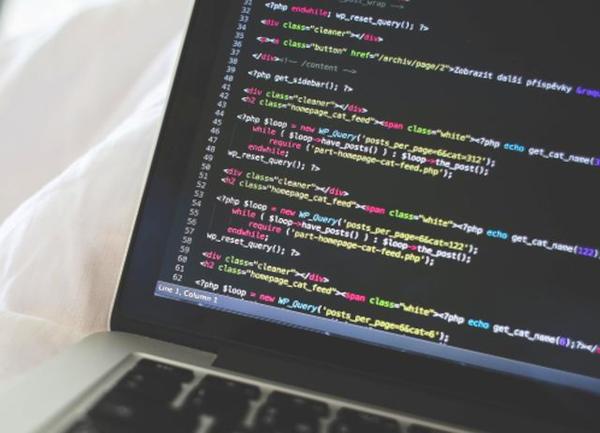 31
32 <?php endwhile; wp_reset_query(); ?>
33
34 <div class="cleaner"></div>
35
36 <p><a class="button" href="/archiv/page/2">Zobrazit další příspěvky &raqu
37
38 </div><!-- /content -->
39
40 <?php get_sidebar(); ?>
41
42 <div class="cleaner"></div>
43 <h2 class="homepage_cat_feed"><span class="white"><?php echo get_cat_name(3
44
45 <?php $loop = new WP_Query('posts_per_page=6&cat=312');
46 while ( $loop->have_posts() ) : $loop->the_post();
47 require ('part-homepage-cat-feed.php');
48 endwhile;
49 wp_reset_query(); ?>
50
51 <div class="cleaner"></div>
52 <h2 class="homepage_cat_feed"><span class="white"><?php echo get_cat_name(122);
53
54 <?php $loop = new WP_Query('posts_per_page=6&cat=122');
55 while ( $loop->have_posts() ) : $loop->the_post();
56 require ('part-homepage-cat-feed.php');
57 endwhile;
58 wp_reset_query(); ?>
59
60 <div class="cleaner"></div>
61 <h2 class="homepage_cat_feed"><span class="white"><?php echo get_cat_name(6);?></
62
<?php $loop = new WP_Query('posts_per_page=6&cat=6');
Line 1, Column 1